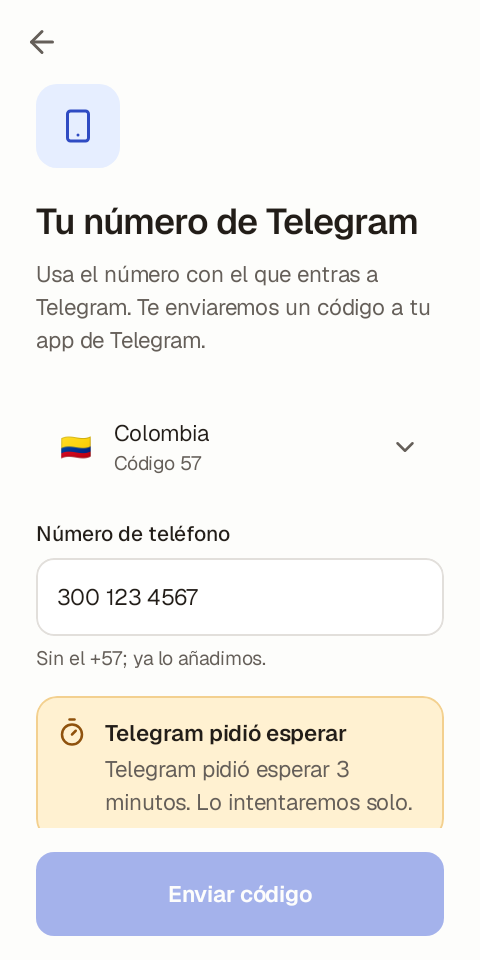 Tu número de Telegram
Usa el número con el que entras a
Telegram. Te enviaremos un código a tu
app de Telegram.
Colombia
Código 57
Número de teléfono
300 123 4567
Sin el +57; ya lo añadimos.
Telegram pidió esperar
Telegram pidió esperar 3
minutos. Lo intentaremos solo.
Enviar código